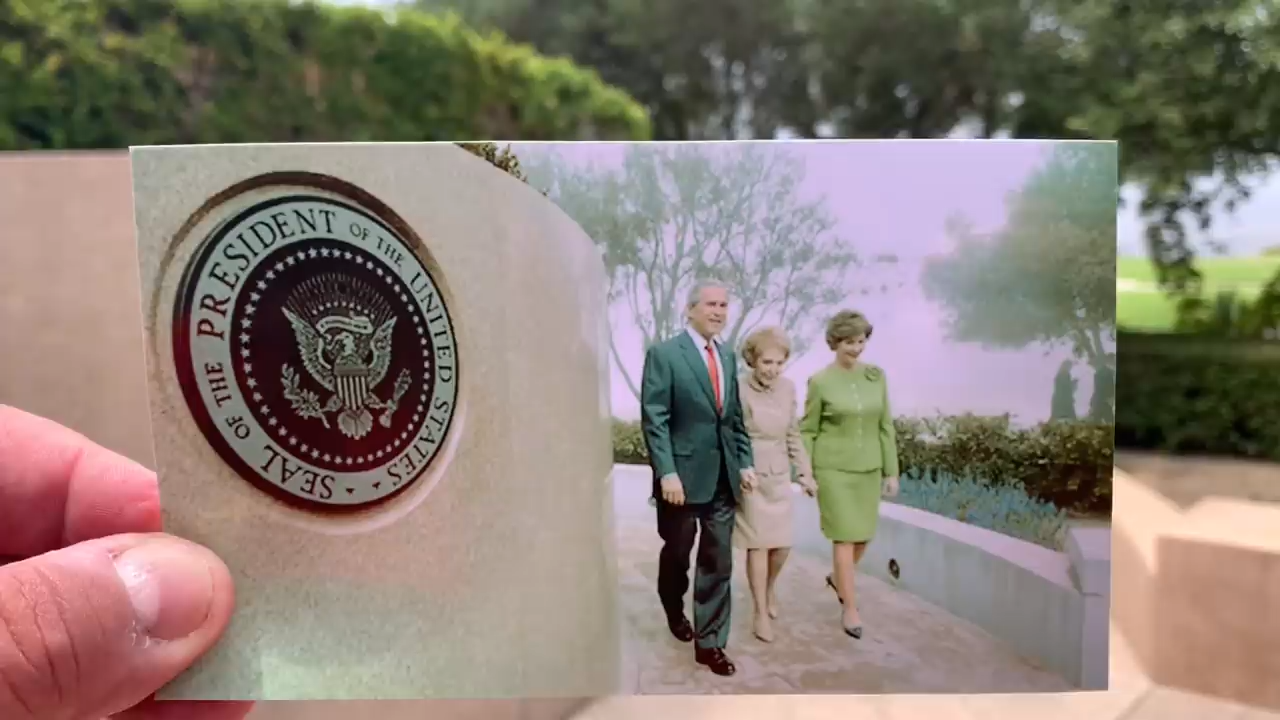 SEAL OF THE PRESIDENT OF THE UNITED STATES